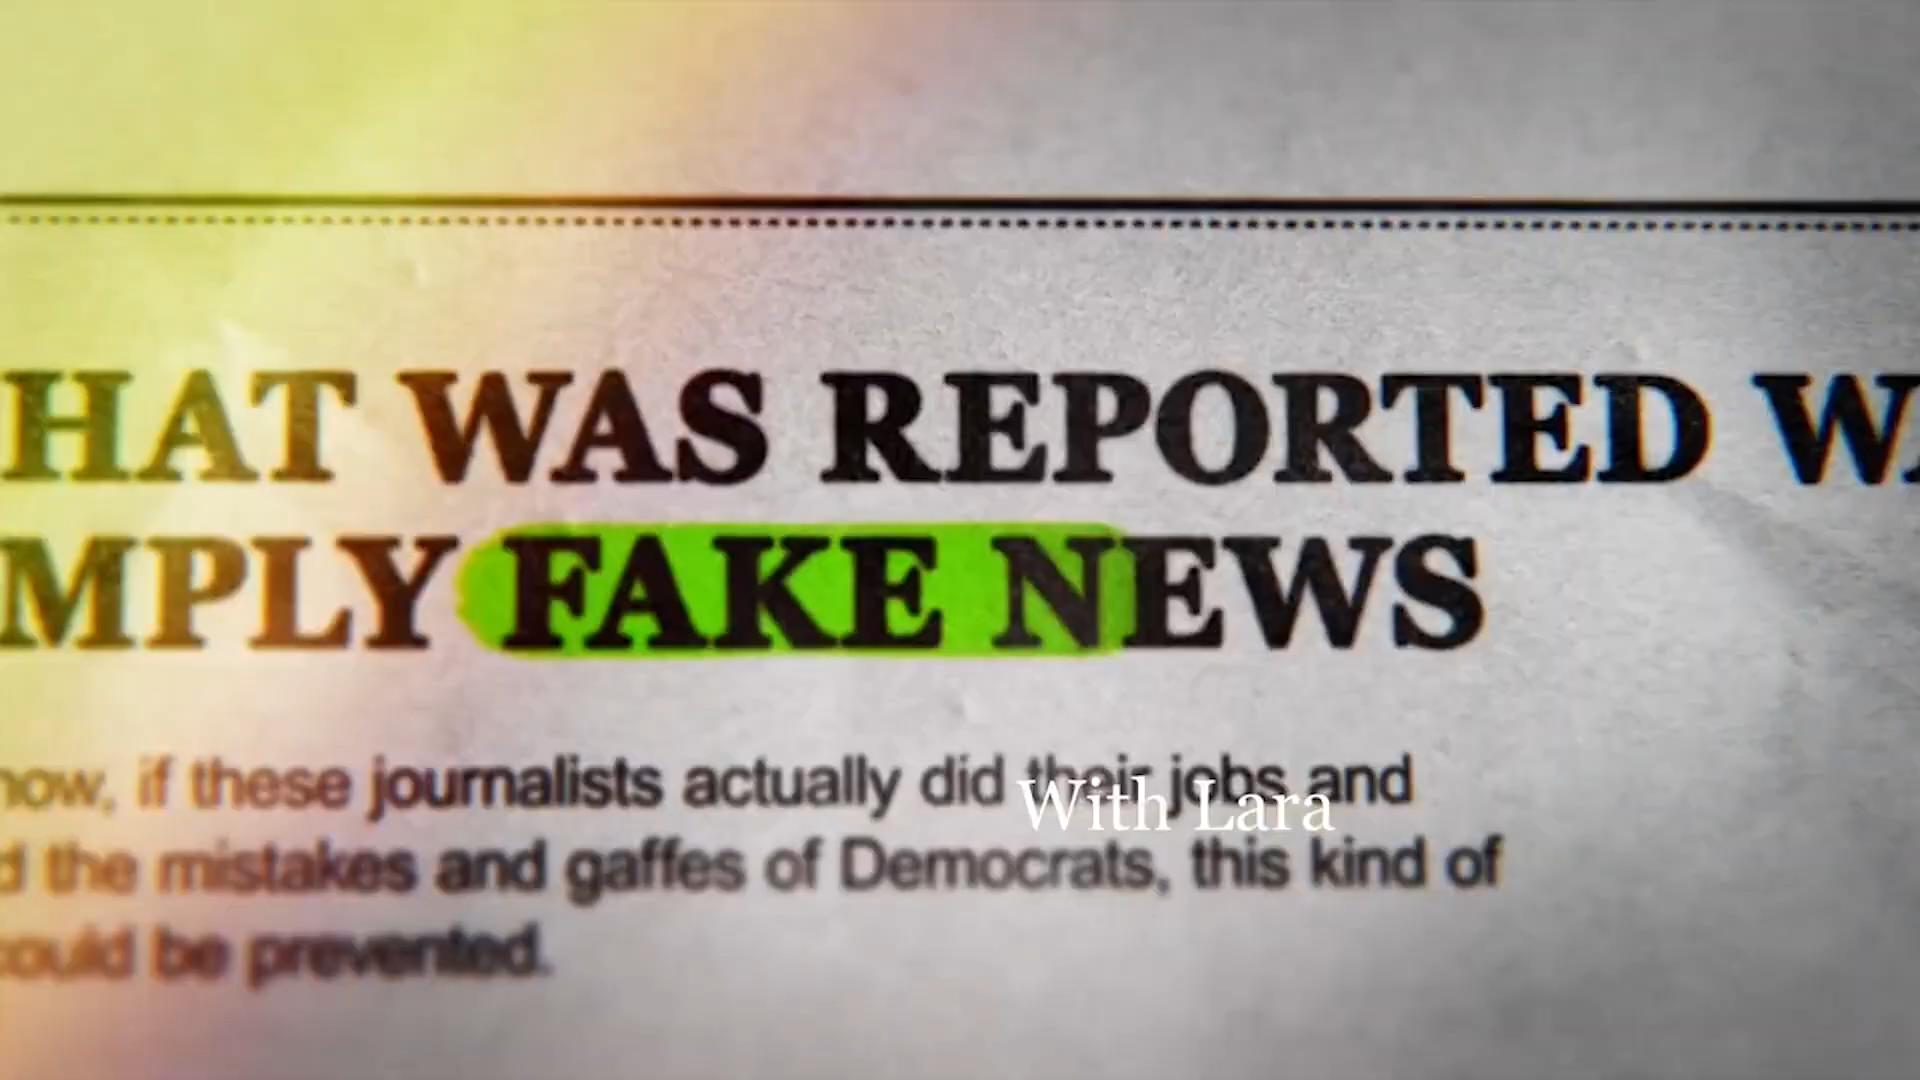 HAT WAS REPORTED WA
MPLY FAKE NEWS
now, if these journalists actually did their jobs and
With Lara
d the mistakes and gaffes of Democrats, this kind of
could be prevented.